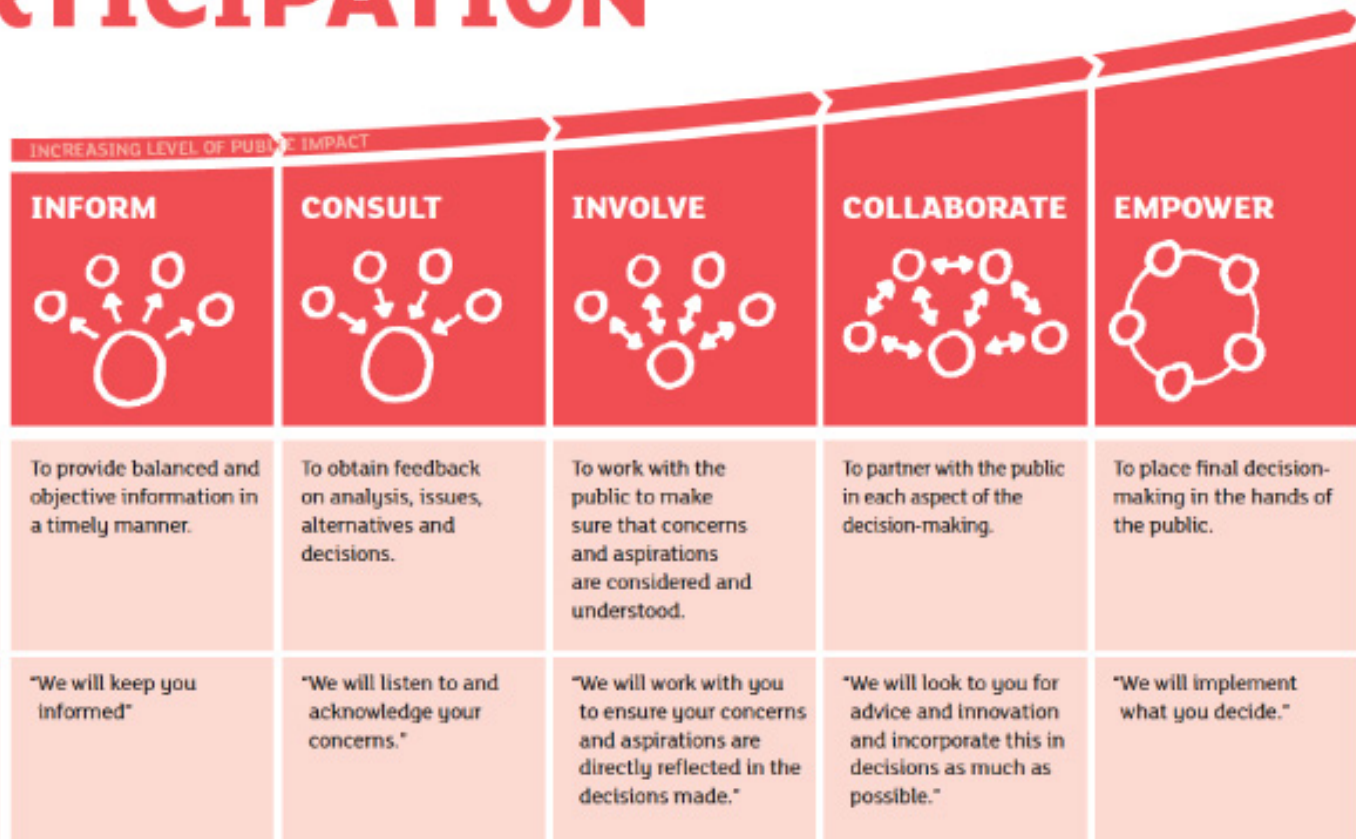 RTICIPATION
INCREASING LEVEL OF PUBLIC IMPACT
INFORM
CONSULT
INVOLVE
COLLABORATE
EMPOWER
To provide balanced and
objective information in
a timely manner.
To obtain feedback
on analysis, issues,
alternatives and
decisions.
To work with the
public to make
sure that concerns
and aspirations
are considered and
understood.
To partner with the public
in each aspect of the
decision-making.
To place final decision-
making in the hands of
the public.
"We will keep you
informed"
"We will listen to and
acknowledge your
concerns."
"We will work with you
to ensure your concerns
and aspirations are
directly reflected in the
decisions made."
"We will look to you for
advice and innovation
and incorporate this in
decisions as much as
possible."
"We will implement
what you decide."